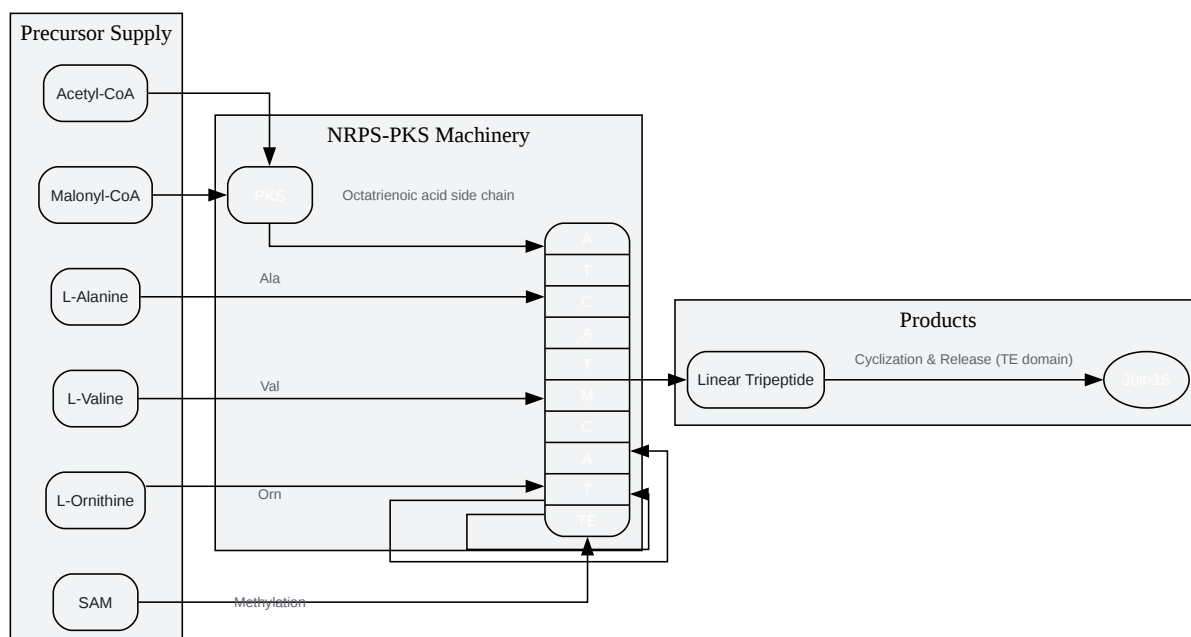 Precursor Supply
Acetyl-CoA
Malonyl-CoA
L-Alanine
L-Valine
L-Ornithine
SAM
NRPS-PKS Machinery
PKS
Octatrienoic acid side chain
Ala
Val
Orn
Methylation
A
T
C
A
T
M
C
A
T
TE
Products
Linear Tripeptide
Cyclization & Release (TE domain)
Jbir-15